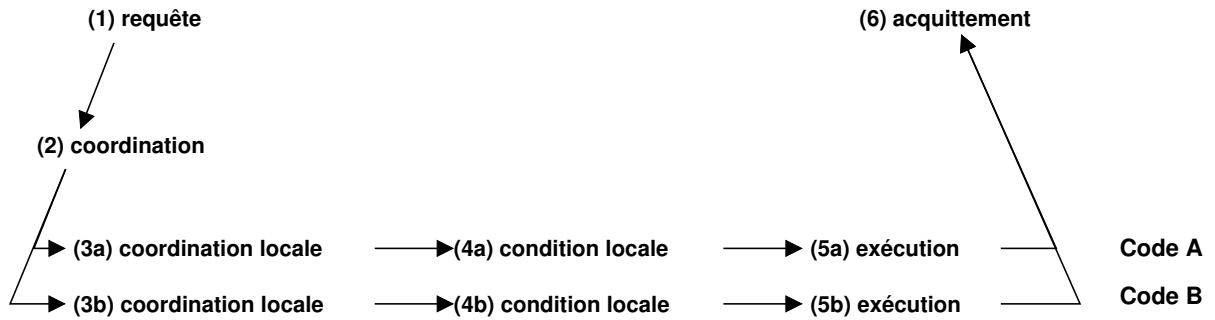 (1) requête
(6) acquittement
(2) coordination
(3a) coordination locale (4a) condition locale (5a) exécution Code A
(3b) coordination locale (4b) condition locale (5b) exécution Code B